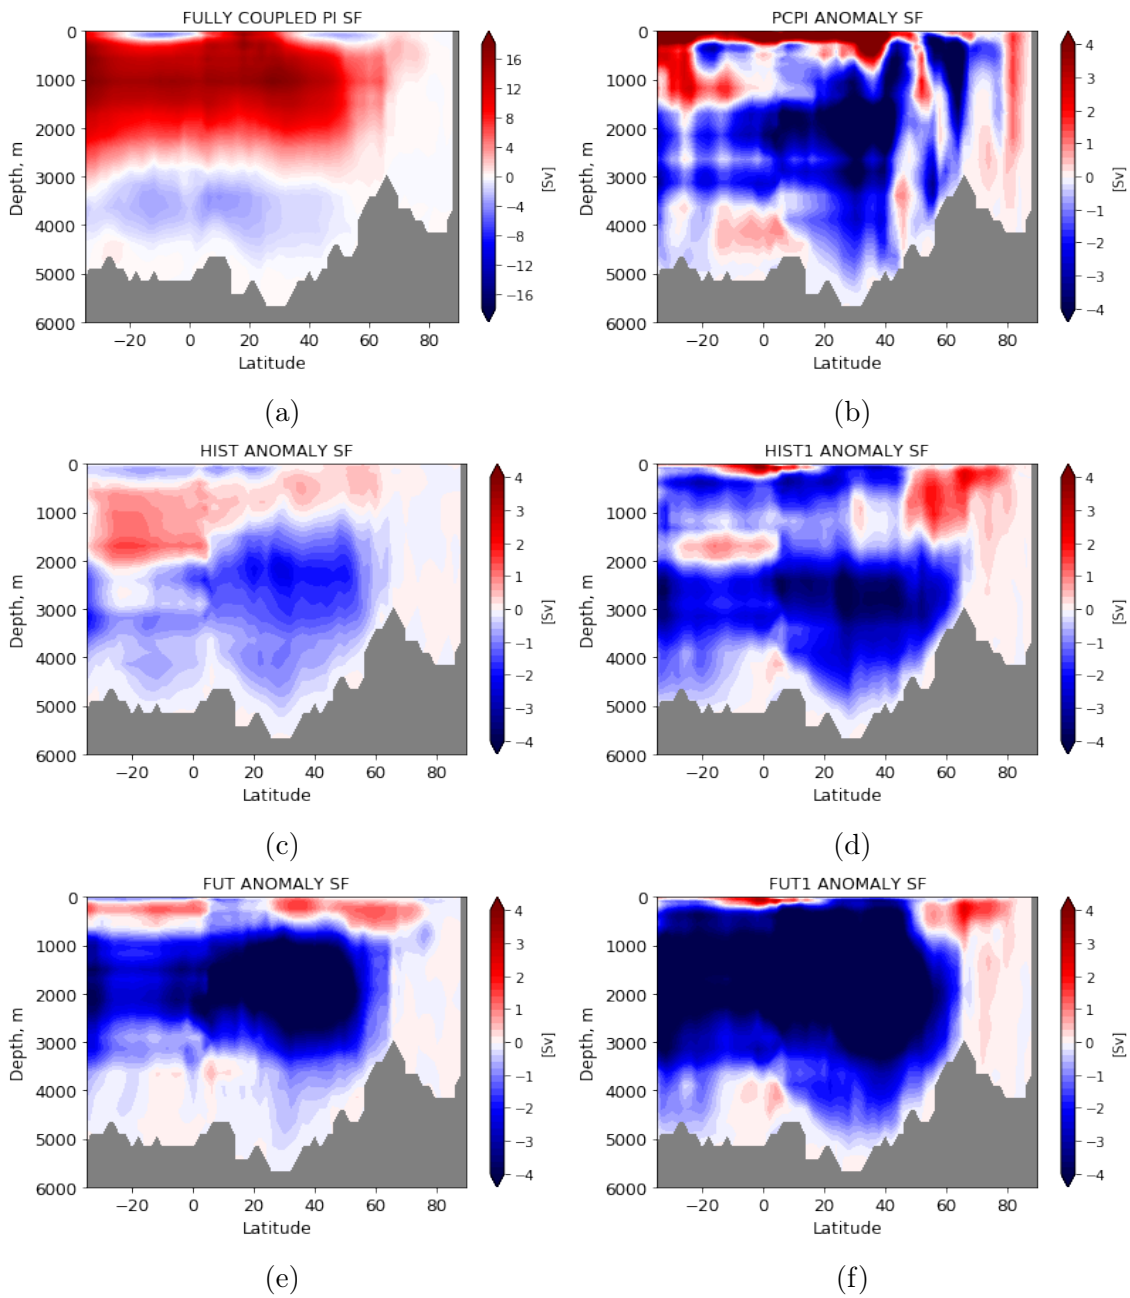 FULLY COUPLED PI SF
0
1000
2000
3000
4000
5000
6000
Depth, m
−20 0 20 40 60 80
Latitude
16
12
8
4
0
−4
−8
−12
−16
[Sv]
(a)
PCPI ANOMALY SF
0
1000
2000
3000
4000
5000
6000
Depth, m
−20 0 20 40 60 80
Latitude
4
3
2
1
0
−1
−2
−3
−4
[Sv]
(b)
HIST ANOMALY SF
0
1000
2000
3000
4000
5000
6000
Depth, m
−20 0 20 40 60 80
Latitude
4
3
2
1
0
−1
−2
−3
−4
[Sv]
(c)
HIST1 ANOMALY SF
0
1000
2000
3000
4000
5000
6000
Depth, m
−20 0 20 40 60 80
Latitude
4
3
2
1
0
−1
−2
−3
−4
[Sv]
(d)
FUT ANOMALY SF
0
1000
2000
3000
4000
5000
6000
Depth, m
−20 0 20 40 60 80
Latitude
4
3
2
1
0
−1
−2
−3
−4
[Sv]
(e)
FUT1 ANOMALY SF
0
1000
2000
3000
4000
5000
6000
Depth, m
−20 0 20 40 60 80
Latitude
4
3
2
1
0
−1
−2
−3
−4
[Sv]
(f)